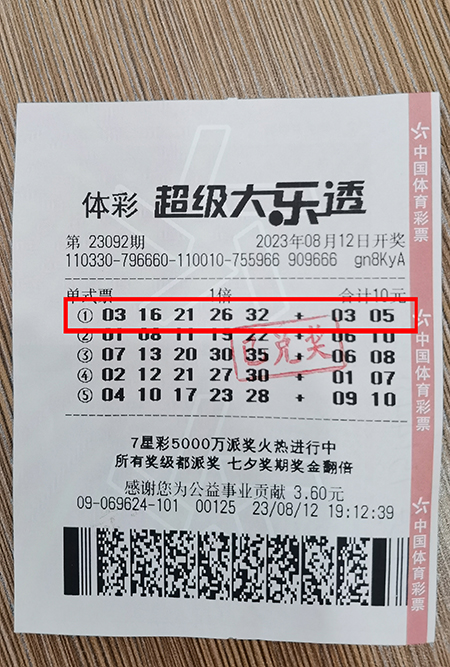 体彩 超级大乐透
第 23092期 2023年08月12日开奖
110330-796660-110010-755966 909666 gn8KyA
单式票 1倍 合计10元
① 03 16 21 26 32 + 03 05
② 01 08 11 15 22 + 06 10
③ 07 13 20 30 35 + 06 08
④ 02 12 21 27 30 + 01 07
⑤ 04 10 17 23 28 + 09 10
已兑奖
7星彩5000万派奖火热进行中
所有奖级都派奖 七夕奖期奖金翻倍
感谢您为公益事业贡献 3.60元
09-069624-101 00125 23/08/12 19:12:39
中国体育彩票
中国体育彩票
中国体育彩票